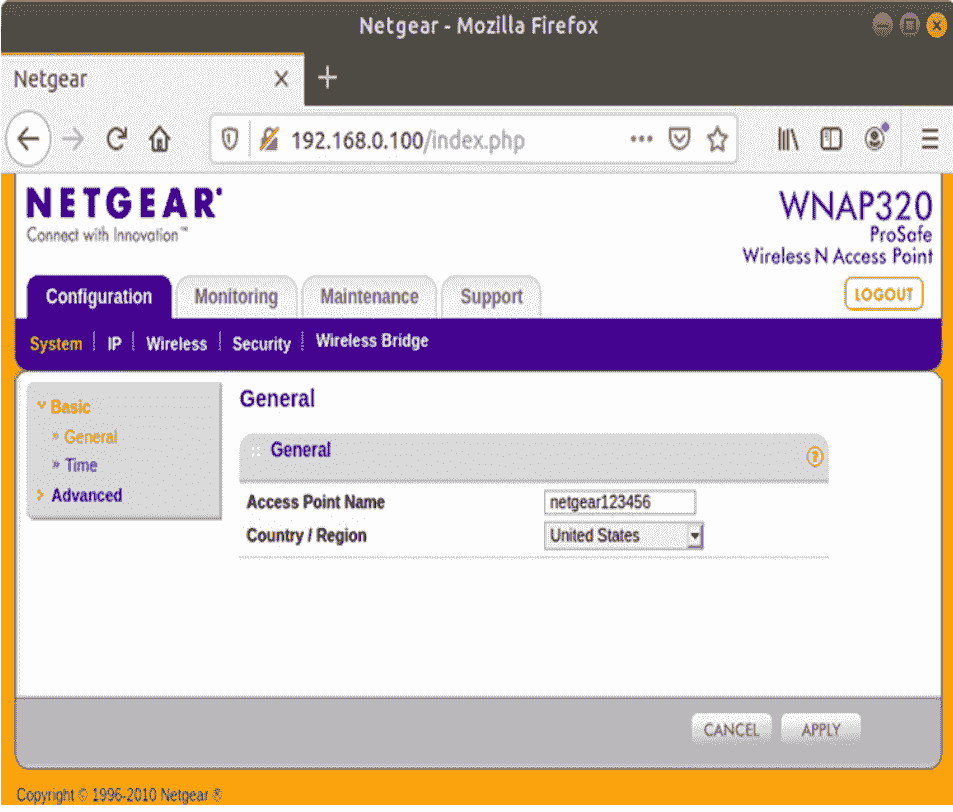 Netgear - Mozilla Firefox
Netgear
192.168.0.100/index.php
NETGEAR®
Connect with Innovation™
WNAP320
ProSafe
Wireless N Access Point
Configuration Monitoring Maintenance Support LOGOUT
System IP Wireless Security Wireless Bridge
Basic
General
Time
Advanced
General
General
?
Access Point Name netgear123456
Country / Region United States
CANCEL APPLY
Copyright © 1996-2010 Netgear ®